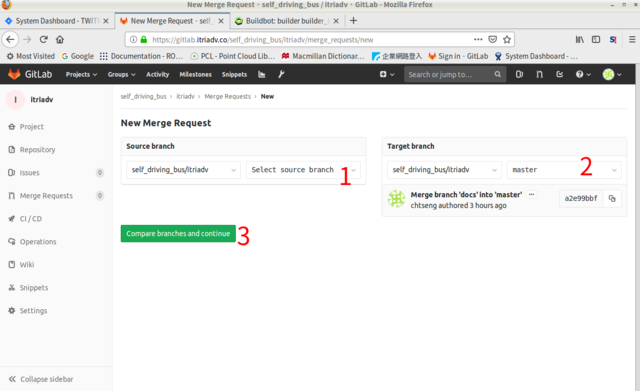 New Merge Request - self_driving_bus / itriadv - GitLab - Mozilla Firefox
System Dashboard - TWIT
New Merge Request - self_
Buildbot: builder builder_
https://gitlab.itriadv.co/self_driving_bus/itriadv/merge_requests/new
Most Visited
Google
Documentation - RO...
PCL - Point Cloud Lib...
Macmillan Dictionar...
企業網路登入
Sign in · GitLab
System Dashboard - ...
GitLab
Projects
Groups
Activity
Milestones
Snippets
Search or jump to...
I
itriadv
Project
Repository
Issues 0
Merge Requests 0
CI / CD
Operations
Wiki
Snippets
Settings
Collapse sidebar
self_driving_bus > itriadv > Merge Requests > New
New Merge Request
Source branch
self_driving_bus/itriadv
Select source branch
1
Target branch
self_driving_bus/itriadv
master
2
Merge branch 'docs' into 'master'
chtseng authored 3 hours ago
a2e99bbf
Compare branches and continue
3